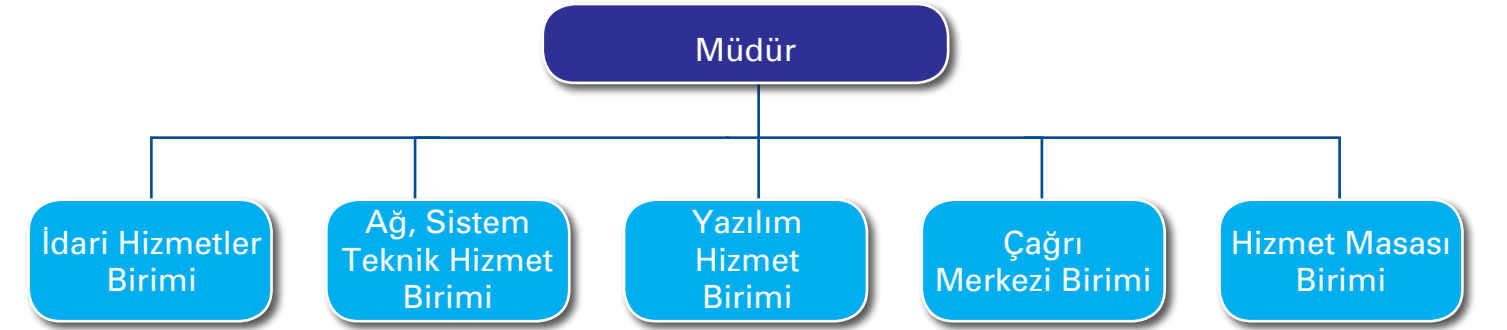 Müdür
İdari Hizmetler
Birimi
Ağ, Sistem
Teknik Hizmet
Birimi
Yazılım
Hizmet
Birimi
Çağrı
Merkezi Birimi
Hizmet Masası
Birimi